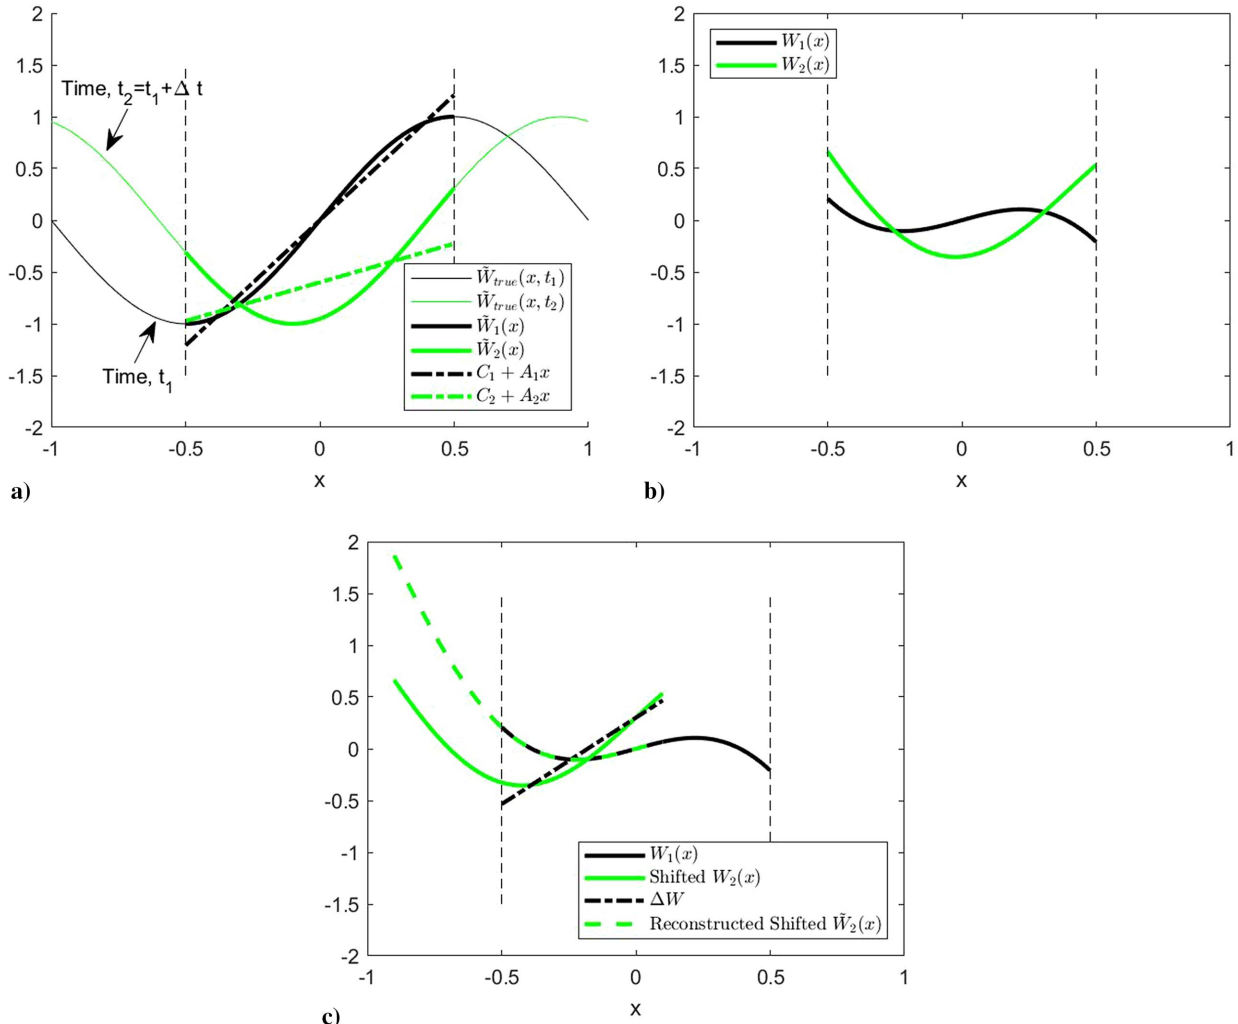 2
1.5
1
0.5
0
-0.5
-1
-1.5
-2
-1
-0.5
0
0.5
1
x
Time, t₂=t₁+Δ t
Time, t₁
W̃_true(x, t₁)
W̃_true(x, t₂)
W̃₁(x)
W̃₂(x)
C₁ + A₁x
C₂ + A₂x
a)
2
1.5
1
0.5
0
-0.5
-1
-1.5
-2
-1
-0.5
0
0.5
1
x
W₁(x)
W₂(x)
b)
2
1.5
1
0.5
0
-0.5
-1
-1.5
-2
-1
-0.5
0
0.5
1
x
W₁(x)
Shifted W₂(x)
ΔW
Reconstructed Shifted W̃₂(x)
c)